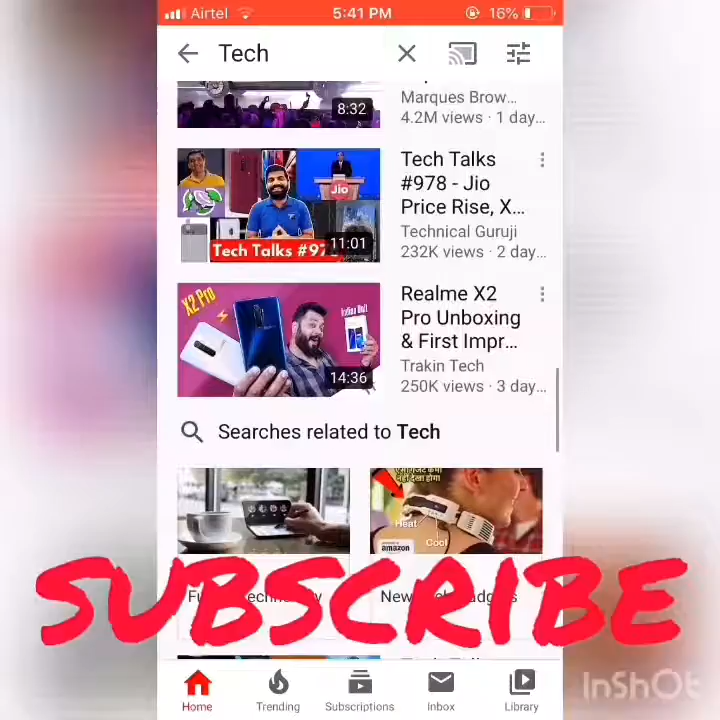 Airtel
5:41 PM
16%
Tech
8:32
Marques Brow...
4.2M views · 1 day...
Jio
Tech Talks #97
11:01
Tech Talks
#978 - Jio
Price Rise, X...
Technical Guruji
232K views · 2 day...
X2 Pro
14:36
Realme X2
Pro Unboxing
& First Impr...
Trakin Tech
250K views · 3 day...
Searches related to Tech
नहीं देखा होगा
Heat
Cool
amazon
SUBSCRIBE
Home
Trending
Subscriptions
Inbox
Library
InShOt